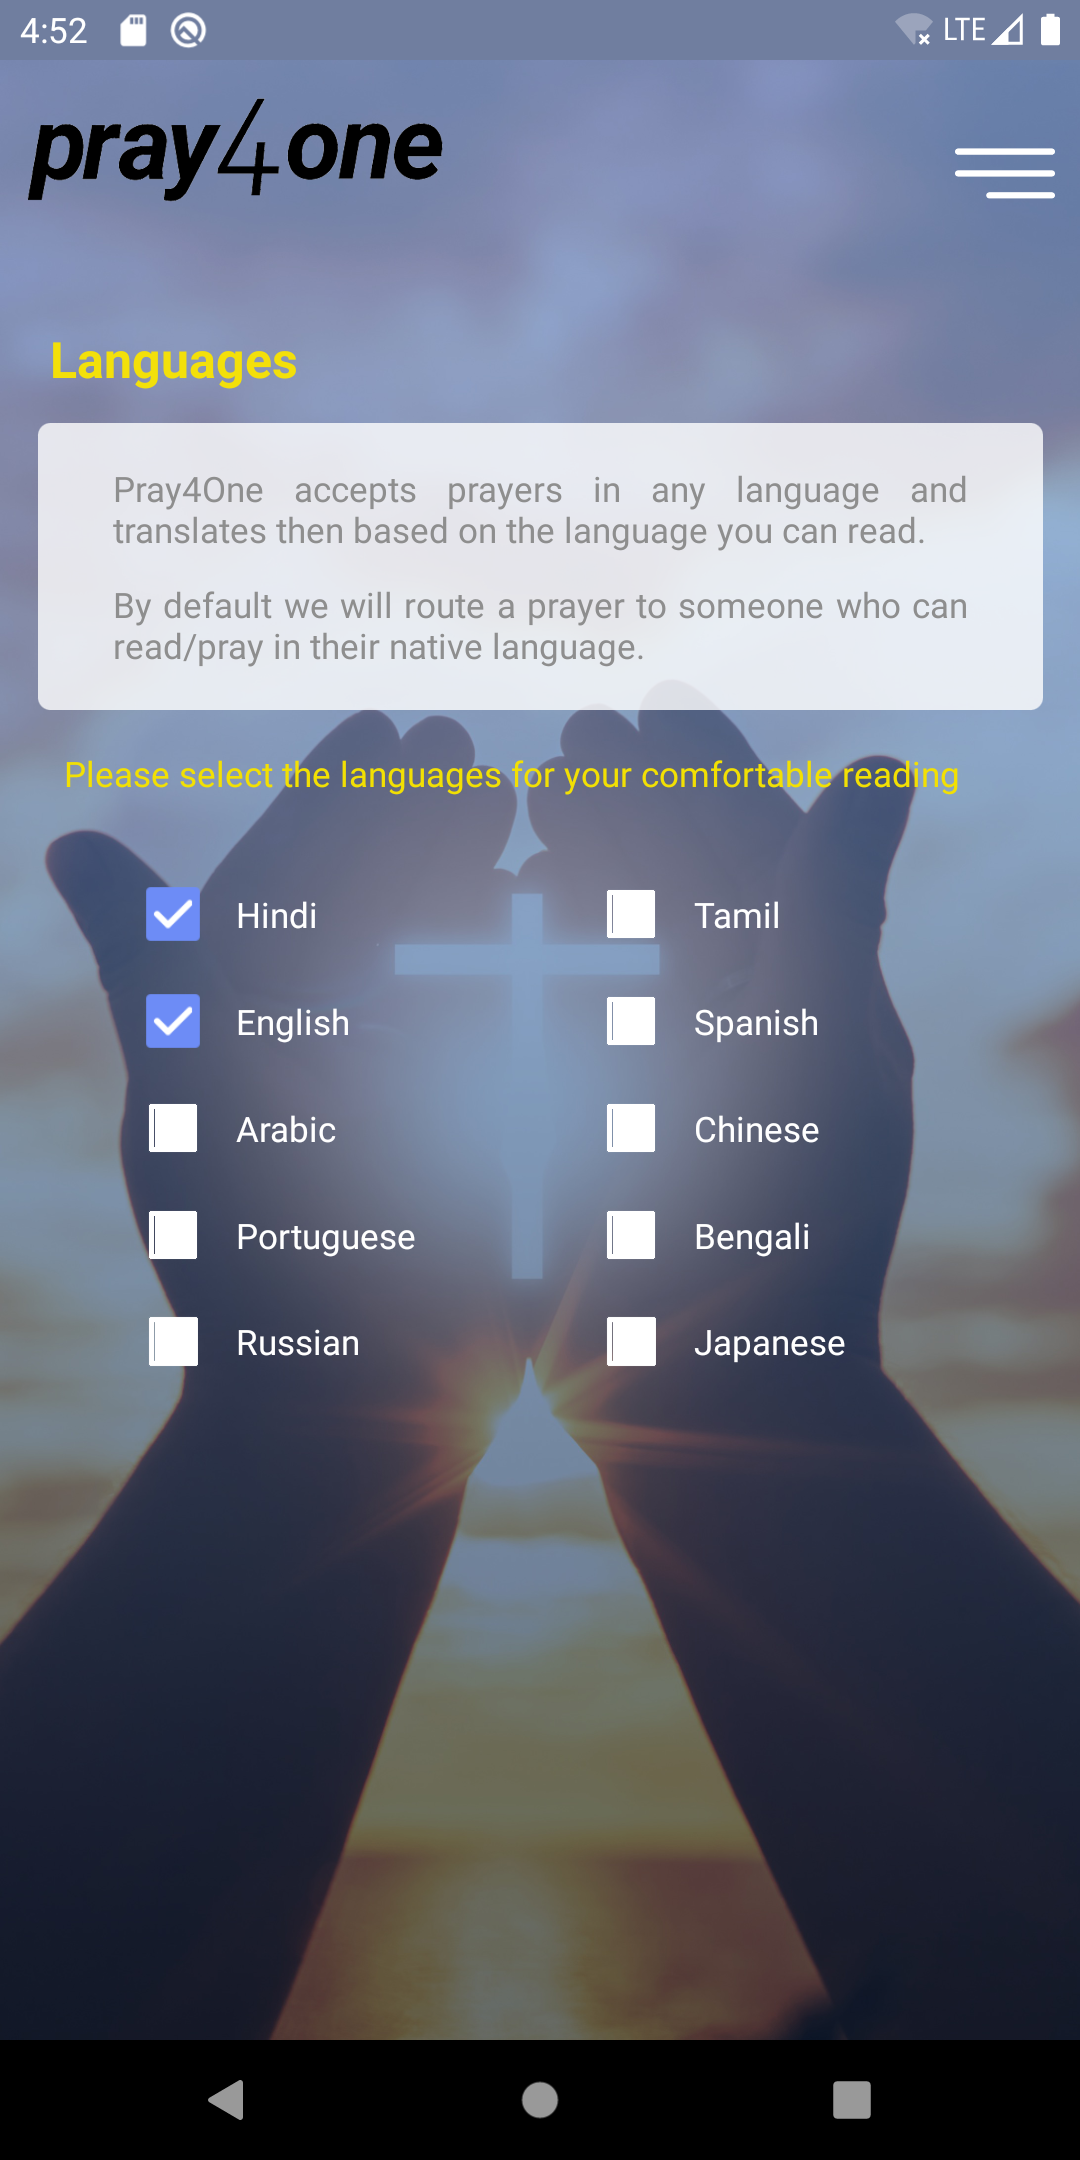 4:52
LTE
pray4one
Languages
Pray4One accepts prayers in any language and
translates then based on the language you can read.
By default we will route a prayer to someone who can
read/pray in their native language.
Please select the languages for your comfortable reading
Hindi
Tamil
English
Spanish
Arabic
Chinese
Portuguese
Bengali
Russian
Japanese